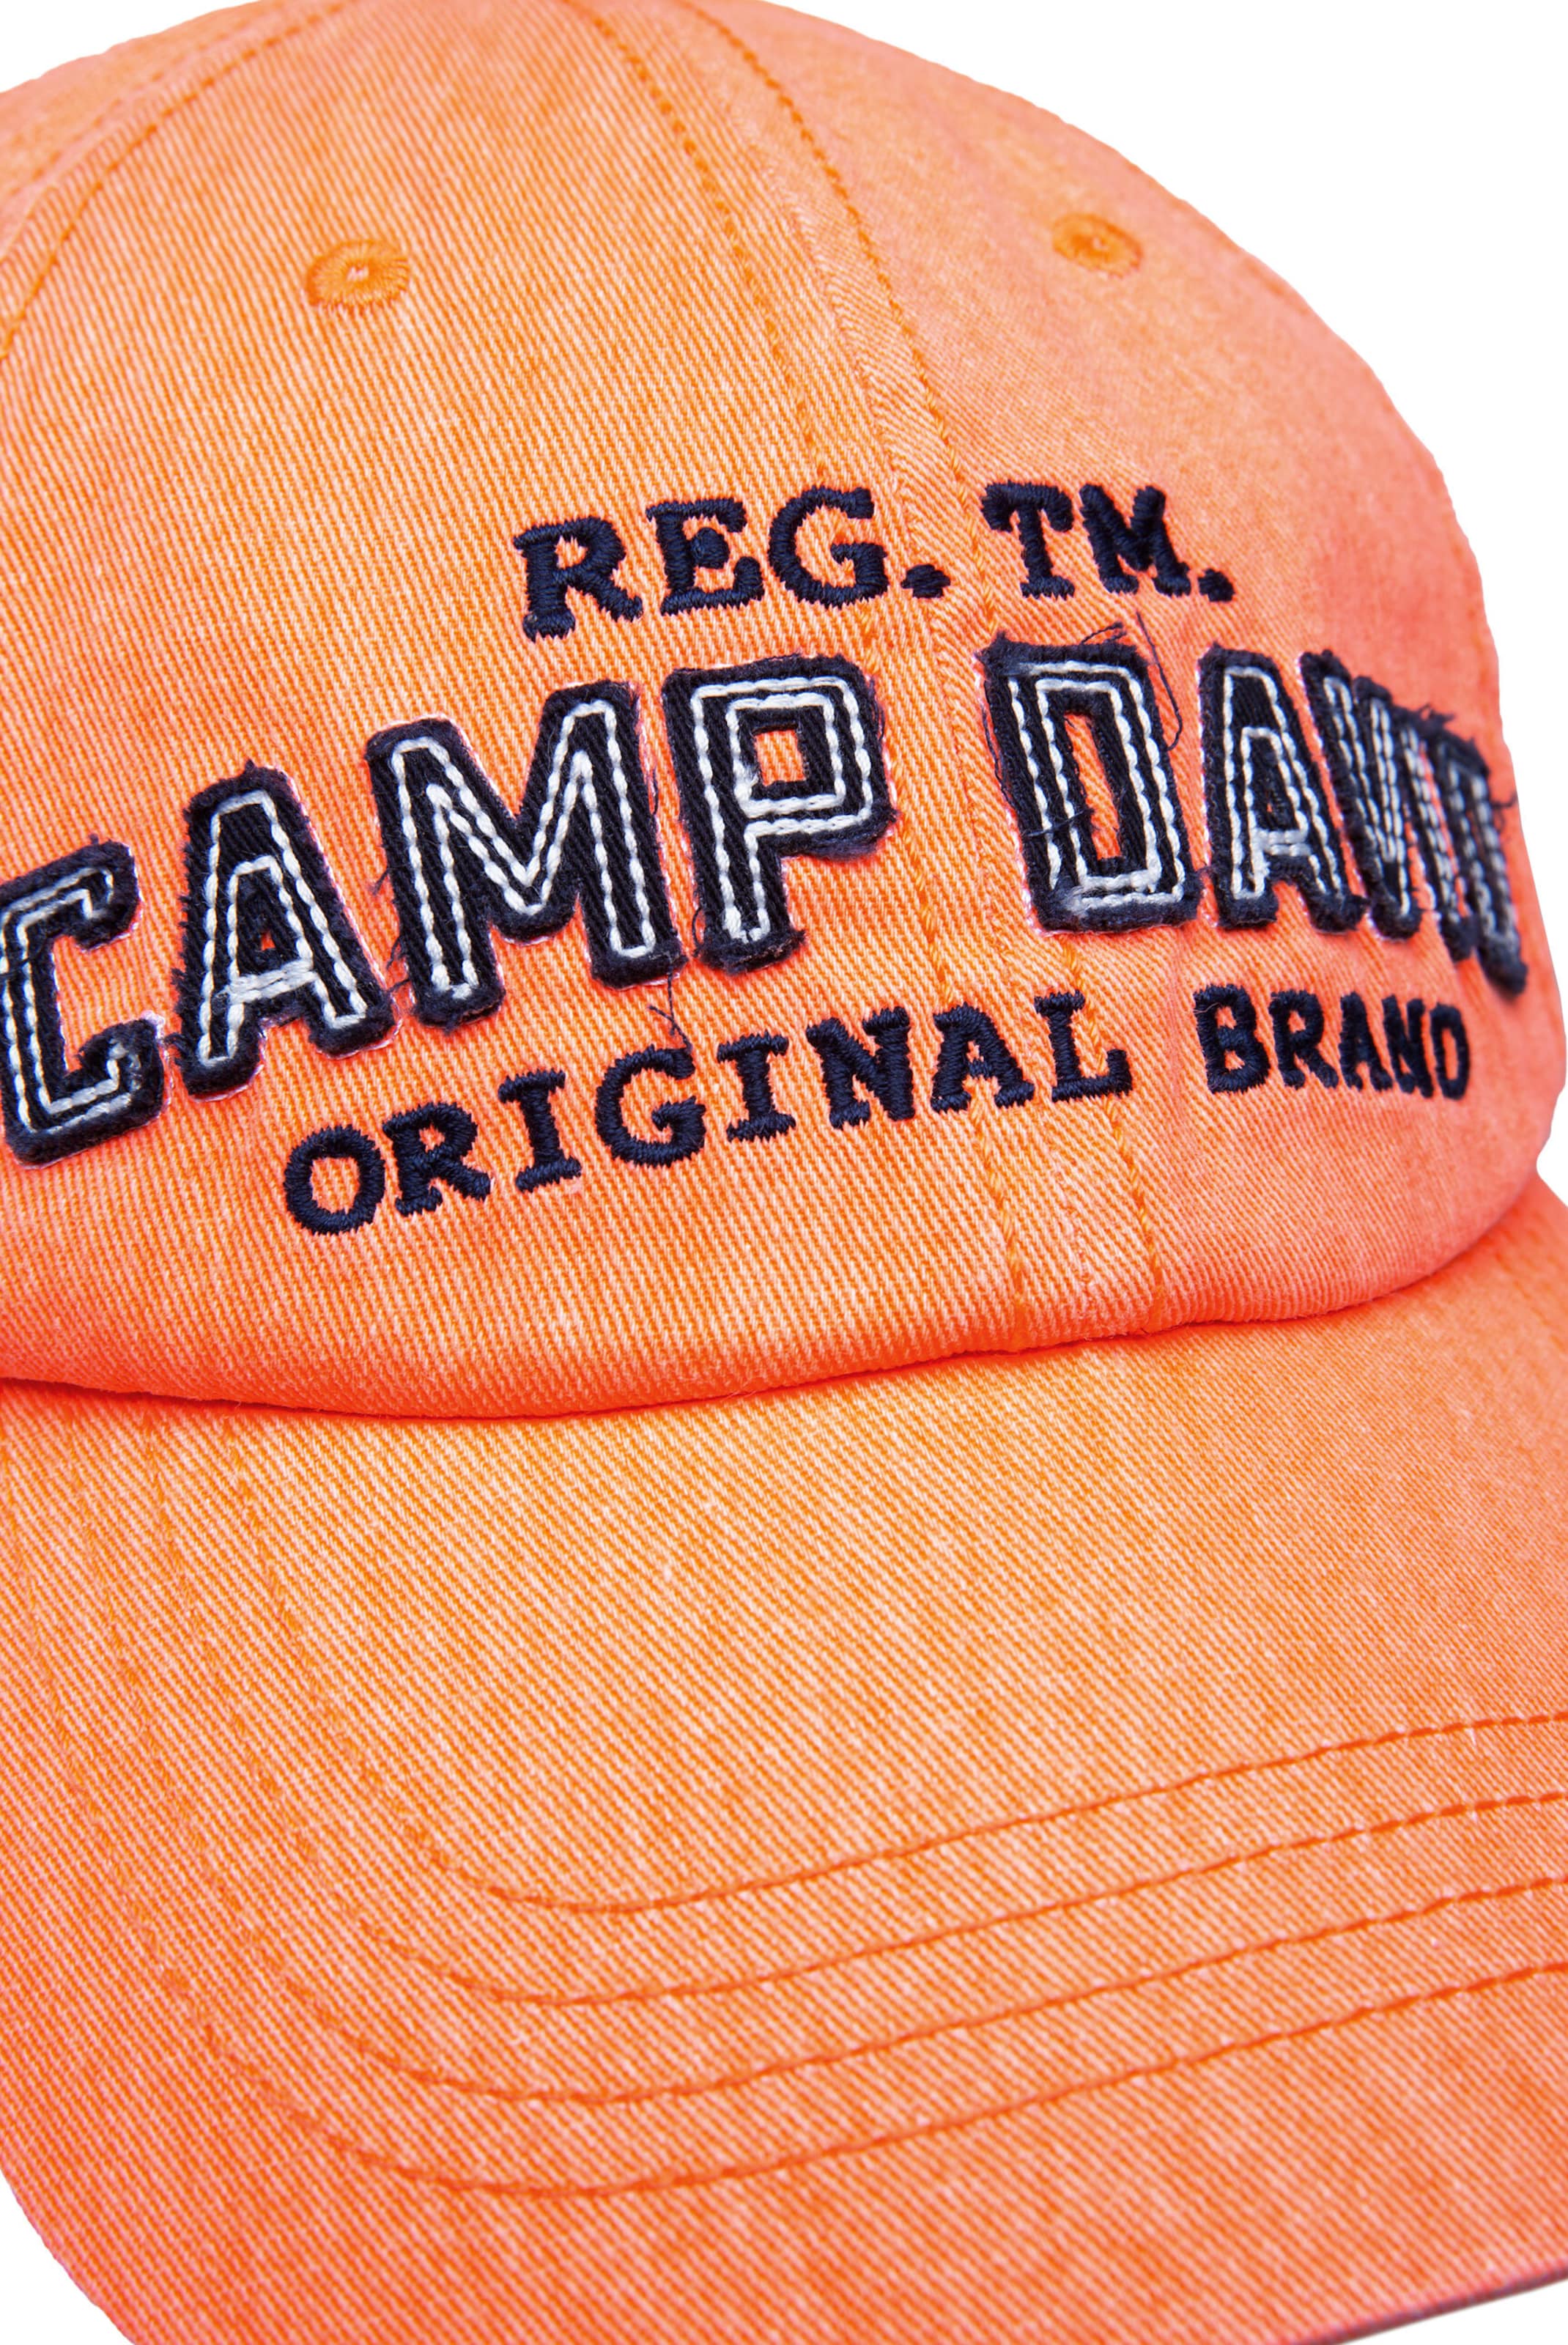 REG. TM.
CAMP DAVID
ORIGINAL BRAND